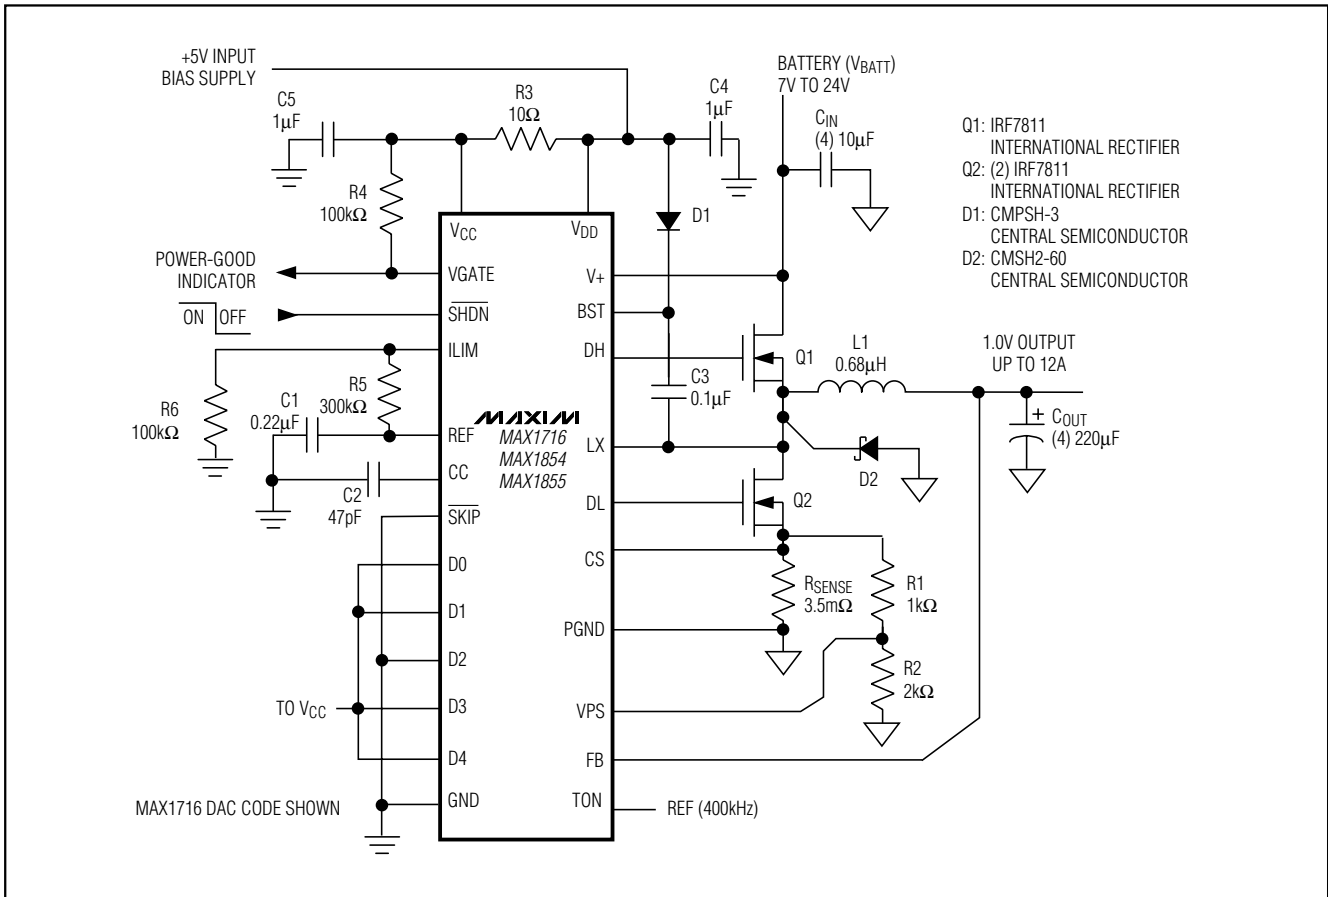 +5V INPUT
BIAS SUPPLY
C5
1μF
R3
10Ω
C4
1μF
BATTERY (VBATT)
7V TO 24V
CIN
(4) 10μF
Q1: IRF7811
INTERNATIONAL RECTIFIER
Q2: (2) IRF7811
INTERNATIONAL RECTIFIER
D1: CMPSH-3
CENTRAL SEMICONDUCTOR
D2: CMSH2-60
CENTRAL SEMICONDUCTOR
R4
100kΩ
VCC
VDD
D1
POWER-GOOD
INDICATOR
VGATE
V+
ON OFF
SHDN
BST
ILIM
DH
Q1
L1
0.68μH
1.0V OUTPUT
UP TO 12A
R6
100kΩ
C1
0.22μF
R5
300kΩ
C3
0.1μF
+
COUT
(4) 220μF
MAXIM
MAX1716
MAX1854
MAX1855
REF
LX
D2
CC
C2
47pF
DL
Q2
SKIP
CS
D0
RSENSE
3.5mΩ
R1
1kΩ
D1
PGND
D2
R2
2kΩ
TO VCC
D3
VPS
D4
FB
MAX1716 DAC CODE SHOWN
GND
TON
REF (400kHz)